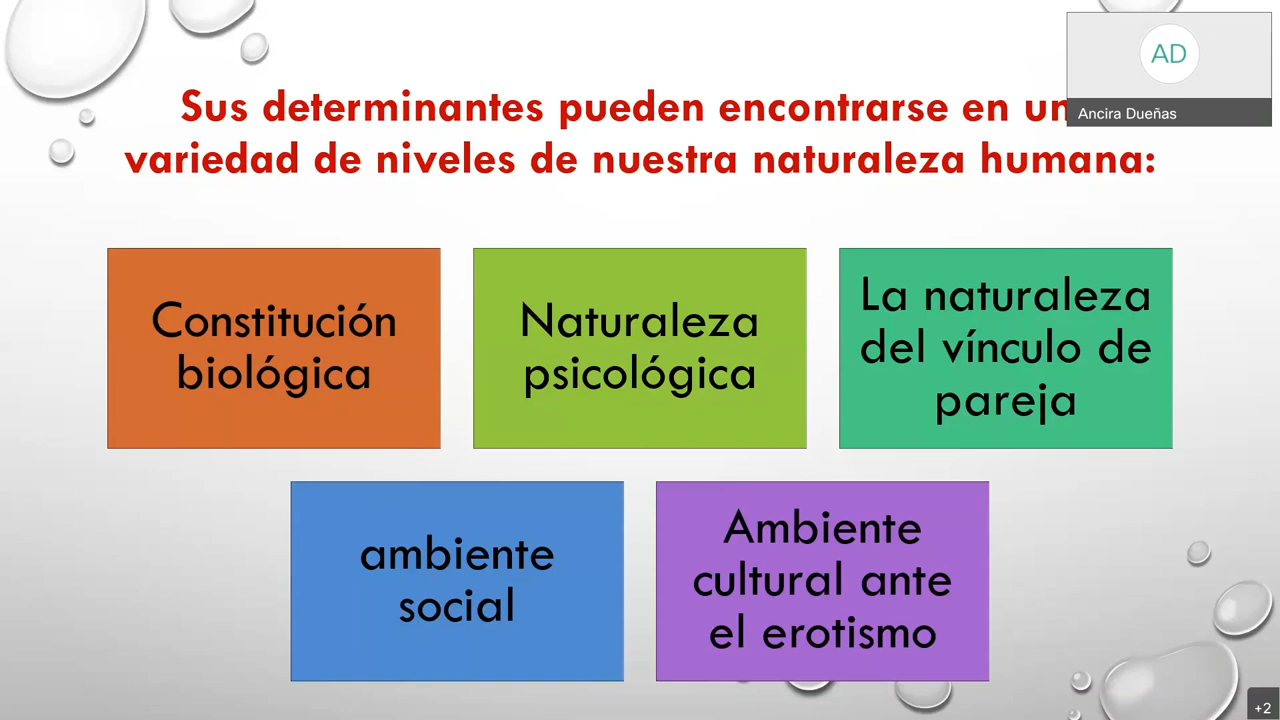 AD
Ancira Dueñas
Sus determinantes pueden encontrarse en un
variedad de niveles de nuestra naturaleza humana:
Constitución
biológica
Naturaleza
psicológica
La naturaleza
del vínculo de
pareja
ambiente
social
Ambiente
cultural ante
el erotismo
+2